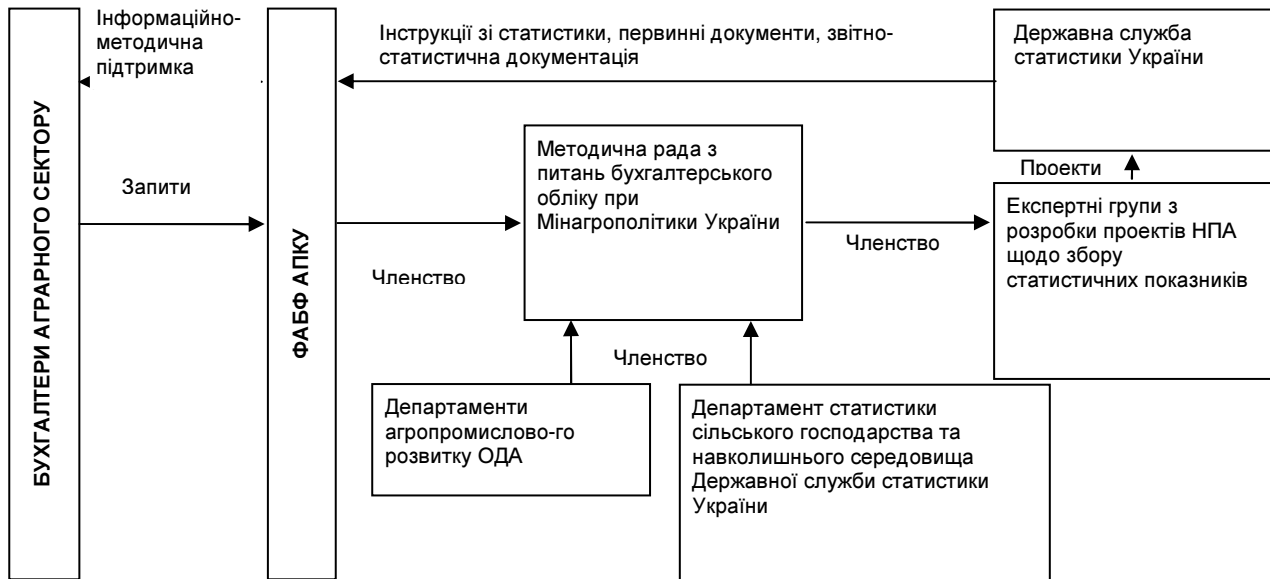 БУХГАЛТЕРИ АГРАРНОГО СЕКТОРУ
Інформаційно-
методична
підтримка
Запити
ФАБФ АПКУ
Інструкції зі статистики, первинні документи, звітно-
статистична документація
Державна служба
статистики України
Методична рада з
питань бухгалтерського
обліку при
Мінагрополітики України
Членство
Членство
Проекти
Експертні групи з
розробки проектів НПА
щодо збору
статистичних показників
Членство
Департаменти
агропромислово-го
розвитку ОДА
Департамент статистики
сільського господарства та
навколишнього середовища
Державної служби статистики
України